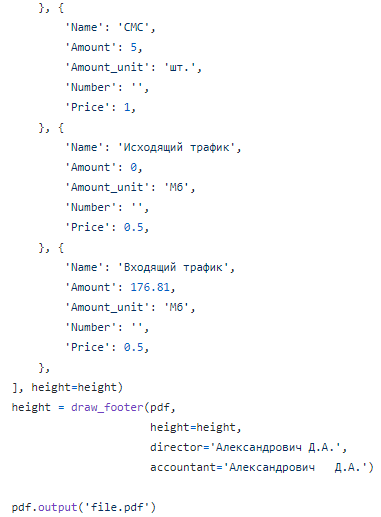 }, {
'Name': 'СМС',
'Amount': 5,
'Amount_unit': 'шт.',
'Number': '',
'Price': 1,
}, {
'Name': 'Исходящий трафик',
'Amount': 0,
'Amount_unit': 'Мб',
'Number': '',
'Price': 0.5,
}, {
'Name': 'Входящий трафик',
'Amount': 176.81,
'Amount_unit': 'Мб',
'Number': '',
'Price': 0.5,
},
], height=height)
height = draw_footer(pdf,
height=height,
director='Александрович Д.А.',
accountant='Александрович   Д.А.')
pdf.output('file.pdf')